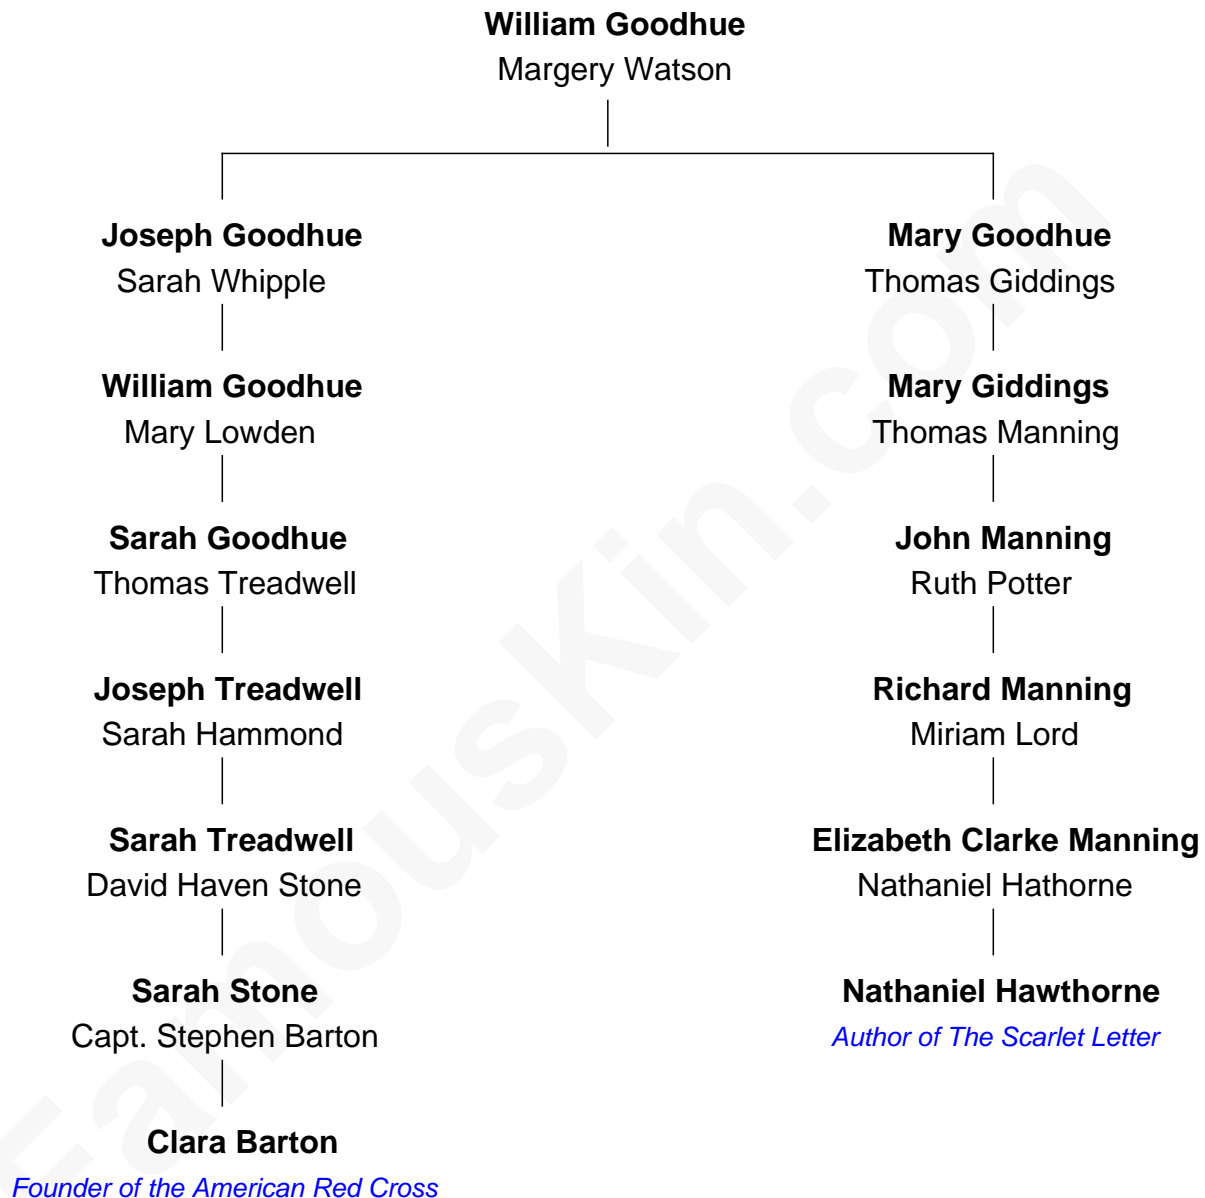 William Goodhue
Margery Watson
Joseph Goodhue
Sarah Whipple
William Goodhue
Mary Lowden
Sarah Goodhue
Thomas Treadwell
Joseph Treadwell
Sarah Hammond
Sarah Treadwell
David Haven Stone
Sarah Stone
Capt. Stephen Barton
Clara Barton
Founder of the American Red Cross
Mary Goodhue
Thomas Giddings
Mary Giddings
Thomas Manning
John Manning
Ruth Potter
Richard Manning
Miriam Lord
Elizabeth Clarke Manning
Nathaniel Hathorne
Nathaniel Hawthorne
Author of The Scarlet Letter
FamousKin.com